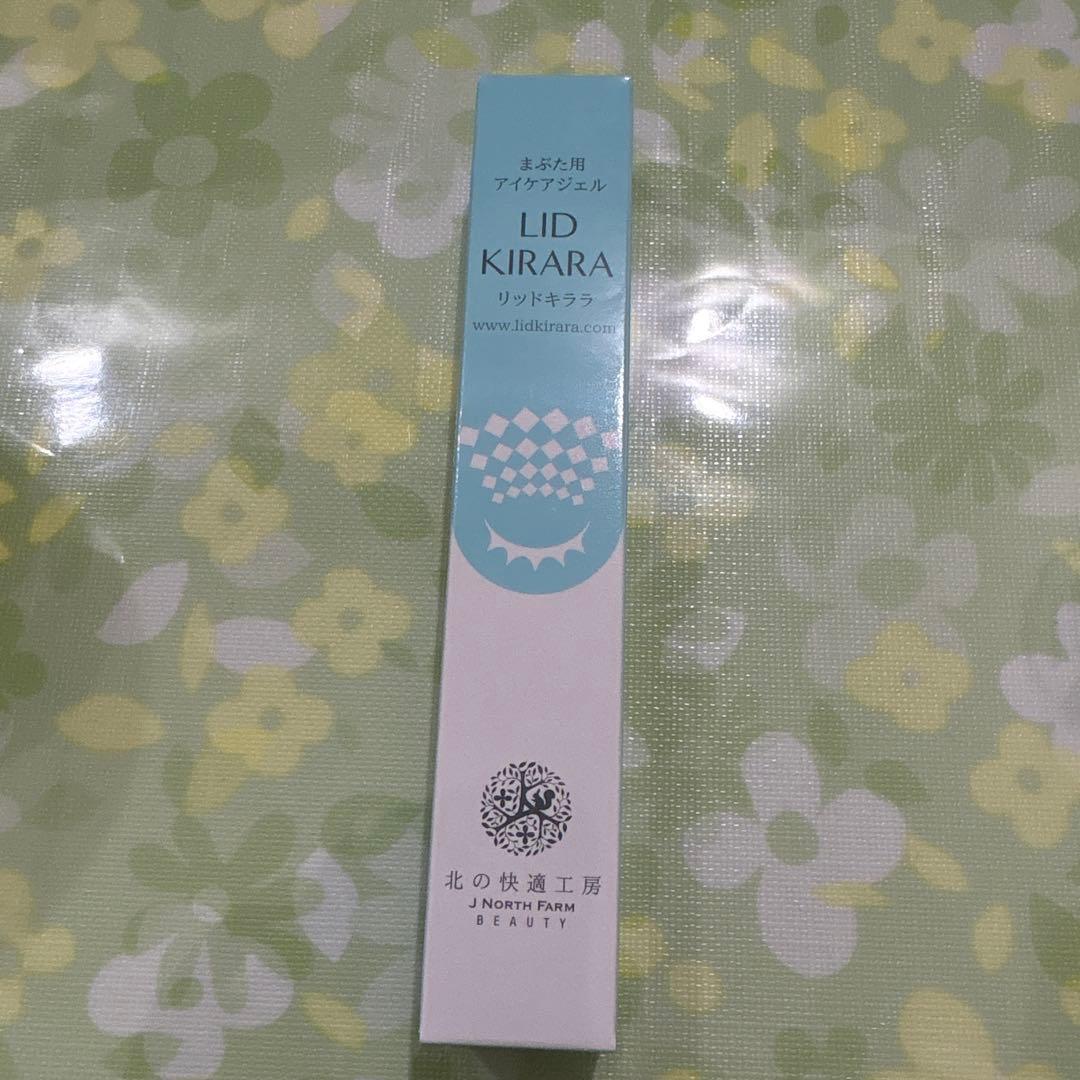 まぶた用
アイケアジェル
LID
KIRARA
リッドキララ
www.lidkirara.com
北の快適工房
J NORTH FARM
BEAUTY